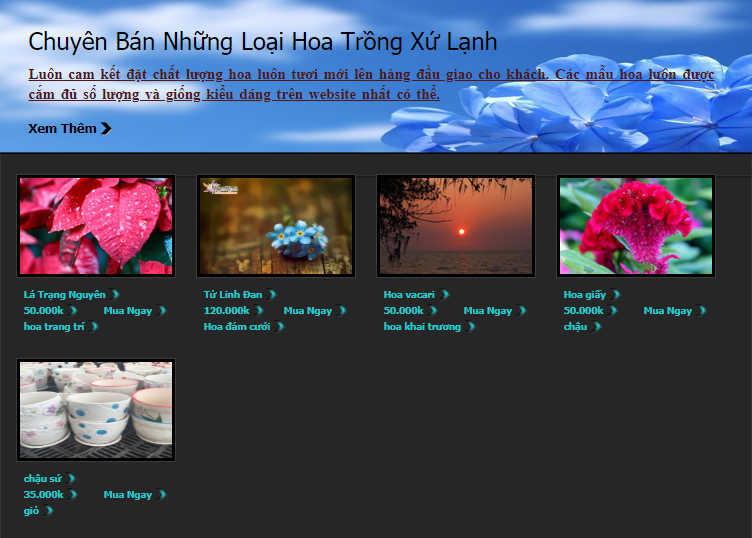 Chuyên Bán Những Loại Hoa Trồng Xứ Lạnh
Luôn cam kết đặt chất lượng hoa luôn tươi mới lên hàng đầu giao cho khách. Các mẫu hoa luôn được
cắm đủ số lượng và giống kiểu dáng trên website nhất có thể.
Xem Thêm
Lá Trạng Nguyên
50.000k Mua Ngay
hoa trang trí
Tử Linh Đan
120.000k Mua Ngay
Hoa đám cưới
Hoa vacari
50.000k Mua Ngay
hoa khai trương
Hoa giấy
50.000k Mua Ngay
chậu
chậu sứ
35.000k Mua Ngay
giỏ